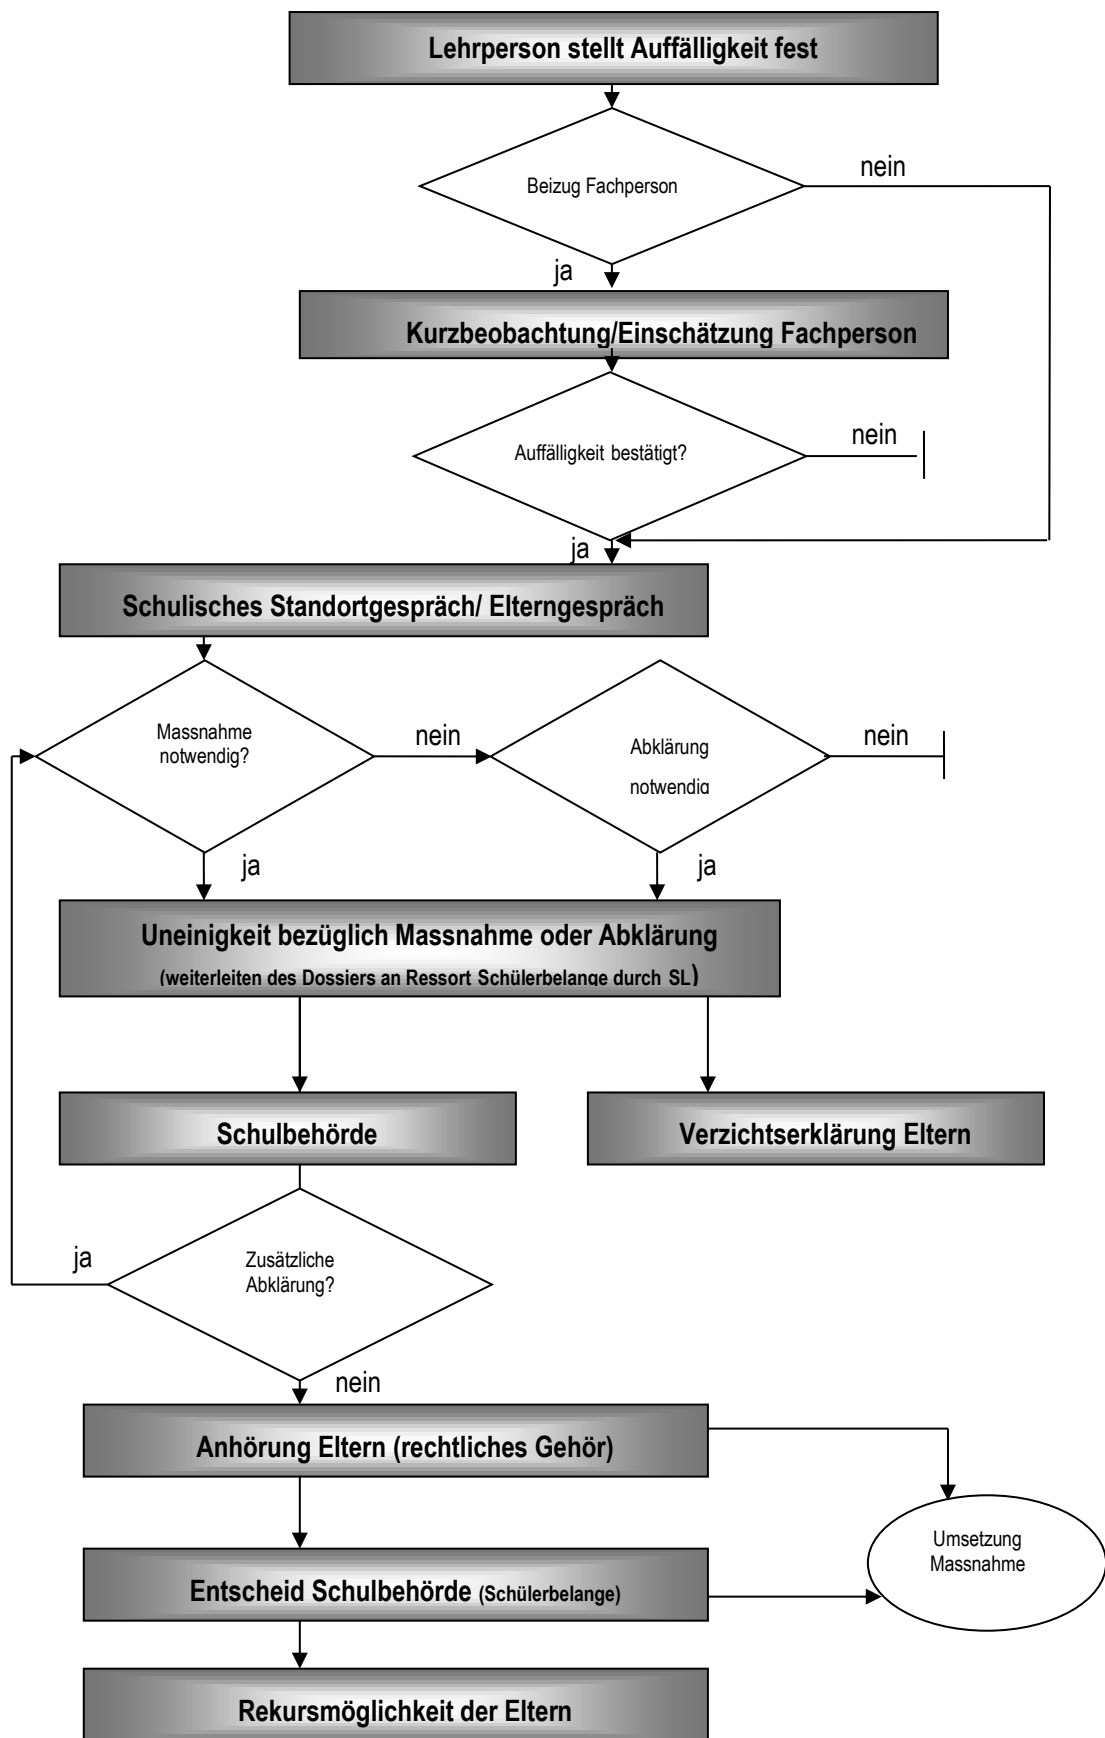 Lehrperson stellt Auffälligkeit fest
Beizug Fachperson
nein
ja
Kurzbeobachtung/Einschätzung Fachperson
Auffälligkeit bestätigt?
nein
ja
Schulisches Standortgespräch/ Elterngespräch
Massnahme
notwendig?
nein
Abklärung
notwendig
nein
ja
ja
Uneinigkeit bezüglich Massnahme oder Abklärung
(weiterleiten des Dossiers an Ressort Schülerbelange durch SL)
Schulbehörde
Verzichtserklärung Eltern
ja
Zusätzliche
Abklärung?
nein
Anhörung Eltern (rechtliches Gehör)
Umsetzung
Massnahme
Entscheid Schulbehörde (Schülerbelange)
Rekursmöglichkeit der Eltern